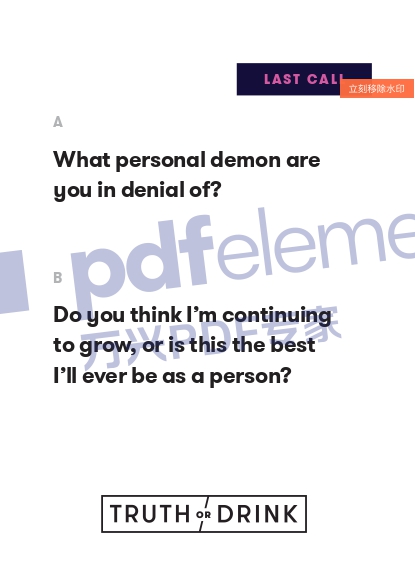 LAST CALL
立刻移除水印
A
What personal demon are
you in denial of?
pdfeleme
B
Do you think I’m continuing
to grow, or is this the best
I’ll ever be as a person?
万兴PDF专家
TRUTH OR DRINK